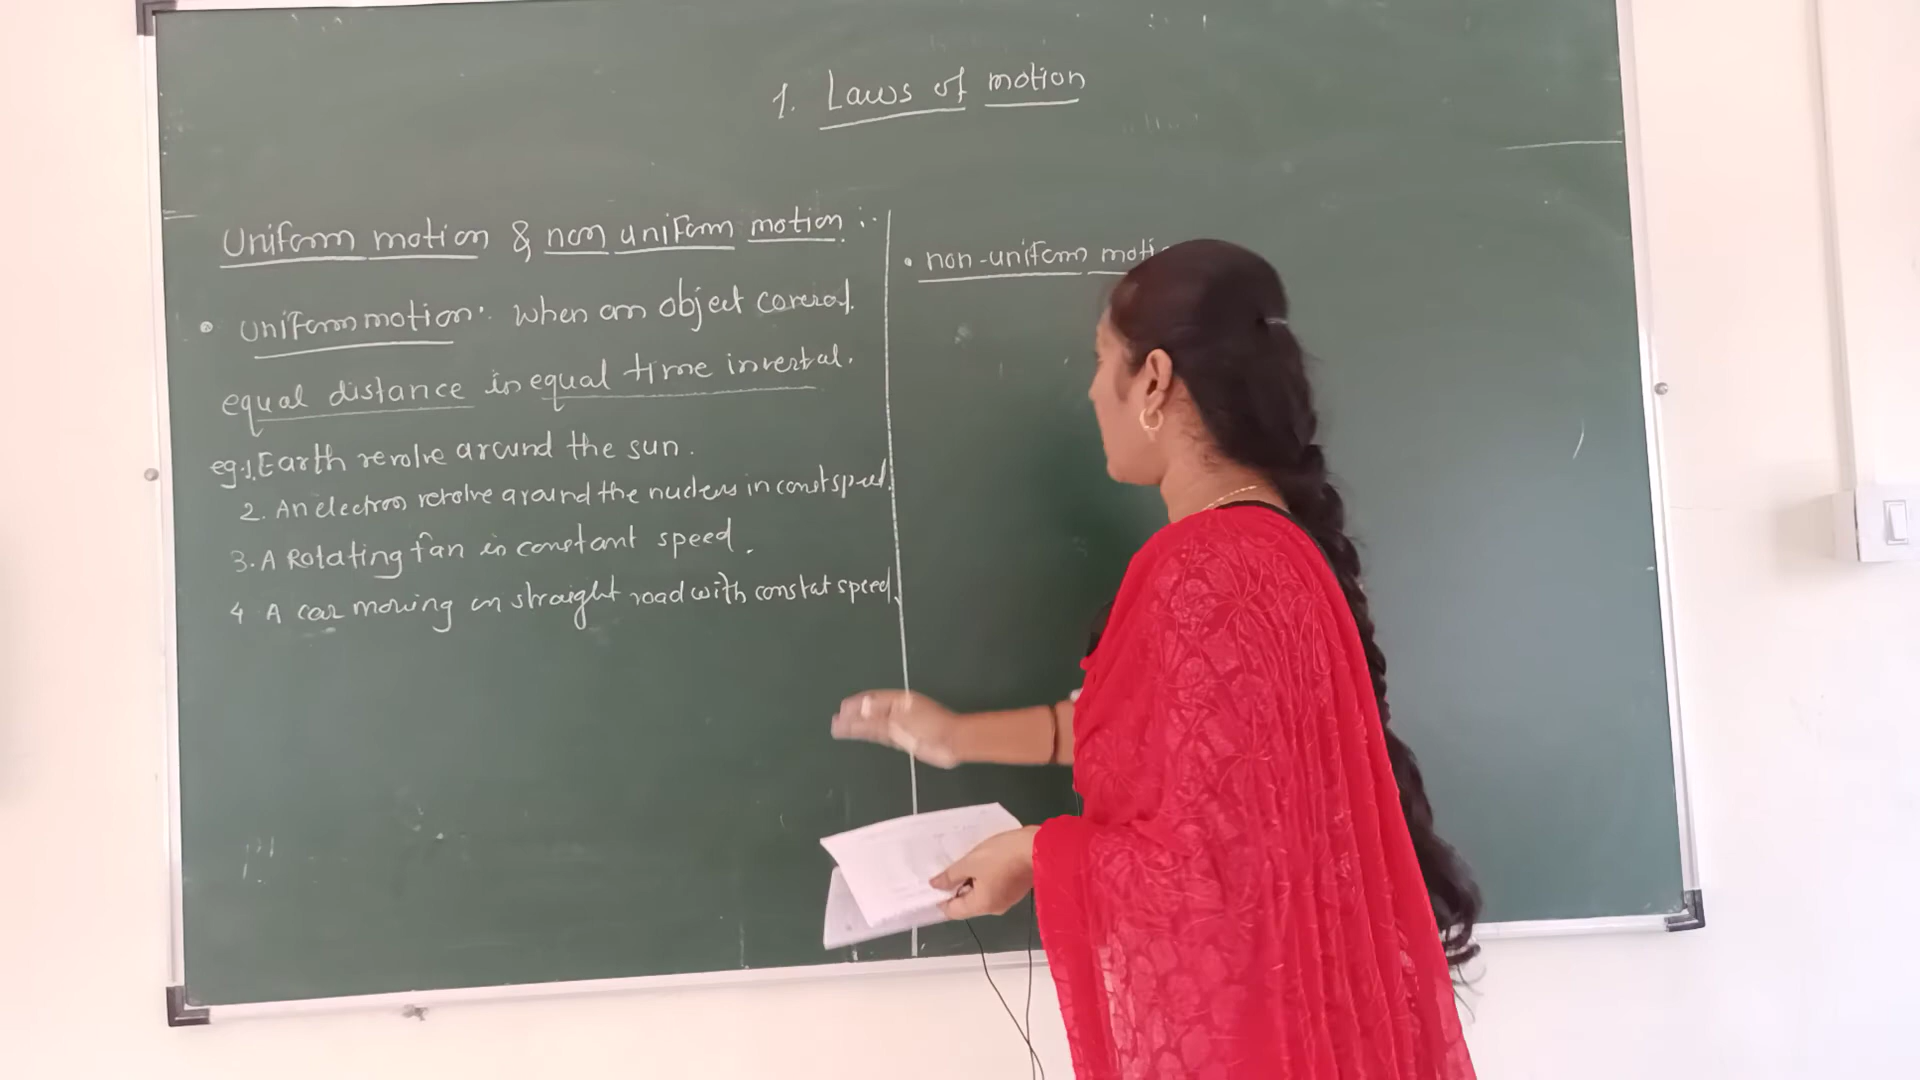 1. Laws of motion
Uniform motion & non uniform motion :-
• Uniform motion: When an object covered.
equal distance in equal time invertal.
eg:1. Earth revolve around the sun.
2. An electron revolve around the nucleus in const speed.
3. A Rotating fan in constant speed.
4 A car moving on straight road with constat speed.
• non-uniform moti